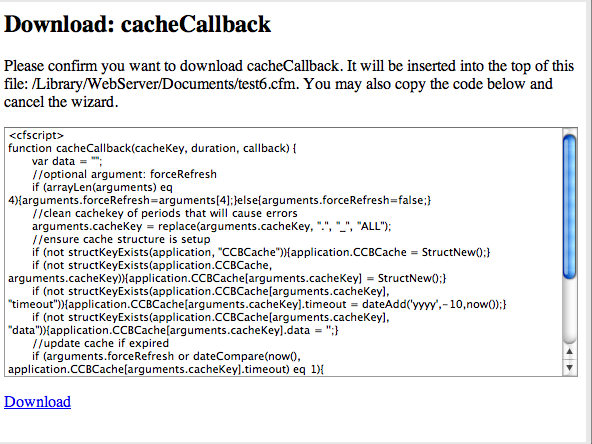 Download: cacheCallback
Please confirm you want to download cacheCallback. It will be inserted into the top of this
file: /Library/WebServer/Documents/test6.cfm. You may also copy the code below and
cancel the wizard.
<cfscript>
function cacheCallback(cacheKey, duration, callback) {
var data = "";
//optional argument: forceRefresh
if (arrayLen(arguments) eq
4){arguments.forceRefresh=arguments[4];}else{arguments.forceRefresh=false;}
//clean cachekey of periods that will cause errors
arguments.cacheKey = replace(arguments.cacheKey, ".", "_", "ALL");
//ensure cache structure is setup
if (not structKeyExists(application, "CCBCache")){application.CCBCache = StructNew();}
if (not structKeyExists(application.CCBCache,
arguments.cacheKey)){application.CCBCache[arguments.cacheKey] = StructNew();}
if (not structKeyExists(application.CCBCache[arguments.cacheKey],
"timeout")){application.CCBCache[arguments.cacheKey].timeout = dateAdd('yyyy',-10,now());}
if (not structKeyExists(application.CCBCache[arguments.cacheKey],
"data")){application.CCBCache[arguments.cacheKey].data = '';}
//update cache if expired
if (arguments.forceRefresh or dateCompare(now(),
application.CCBCache[arguments.cacheKey].timeout) eq 1){
Download